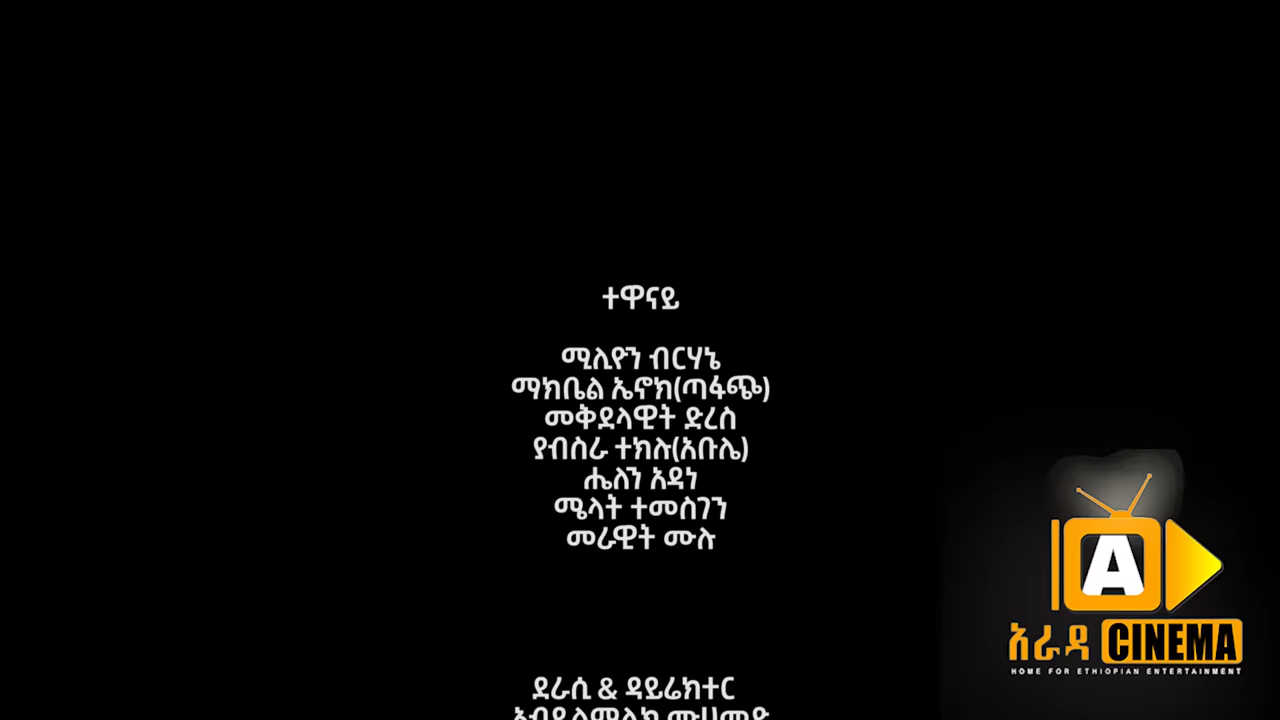 ተዋናይ
ሚሊዮን ብርሃኔ
ማክቤል ኤኖክ(ጣፋጭ)
መቅደላዊት ድረስ
ያብስራ ተክሉ(አቡሌ)
ሔለን አዳነ
ሜላት ተመስገን
መራዊት ሙሉ
ደራሲ & ዳይሬክተር
A
አራዳ CINEMA
HOME FOR ETHIOPIAN ENTERTAINMENT